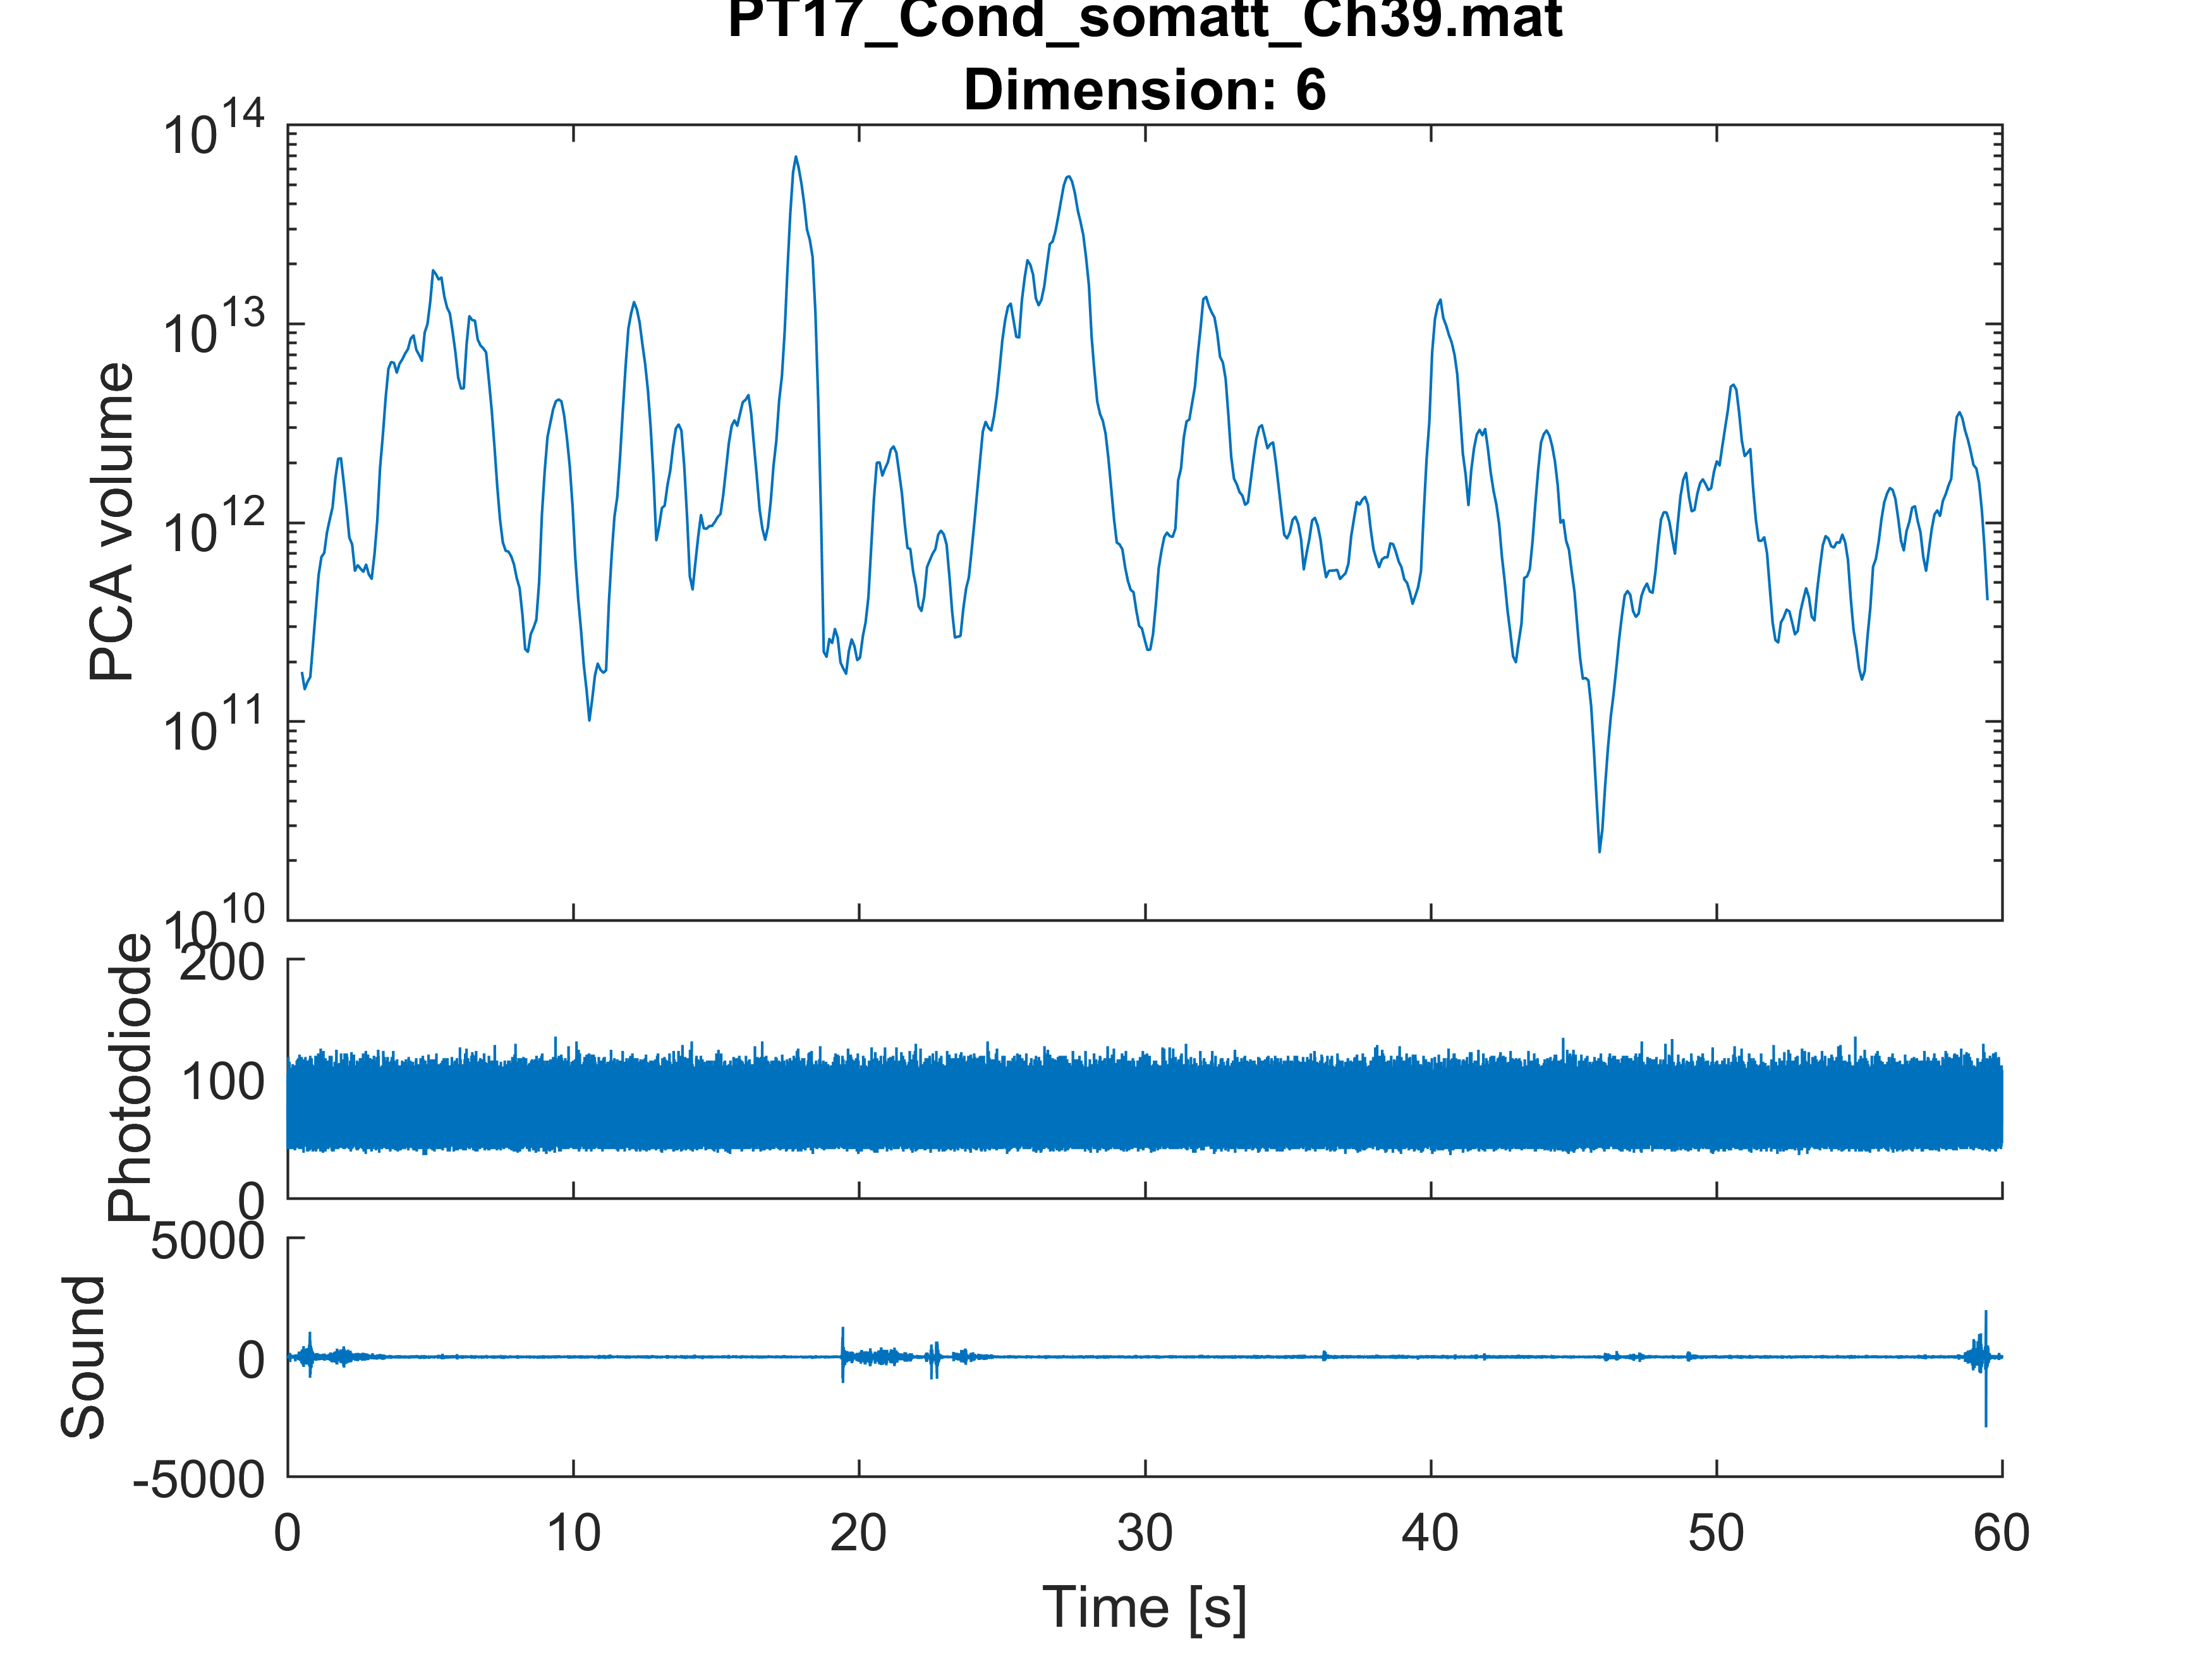 PT17_Cond_somatt_Ch39.mat
Dimension: 6
PCA volume
10^14
10^13
10^12
10^11
10^10
Photodiode
200
100
0
Sound
5000
0
-5000
0 10 20 30 40 50 60
Time [s]